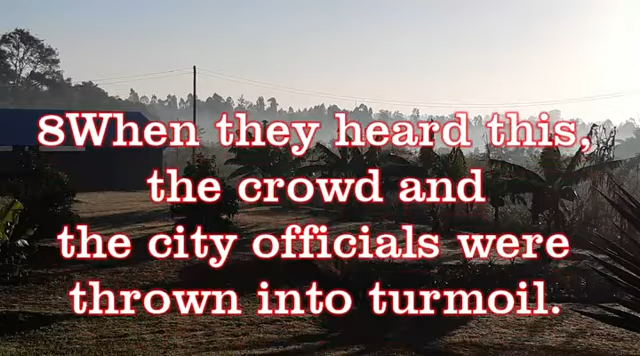 8When they heard this,
the crowd and
the city officials were
thrown into turmoil.